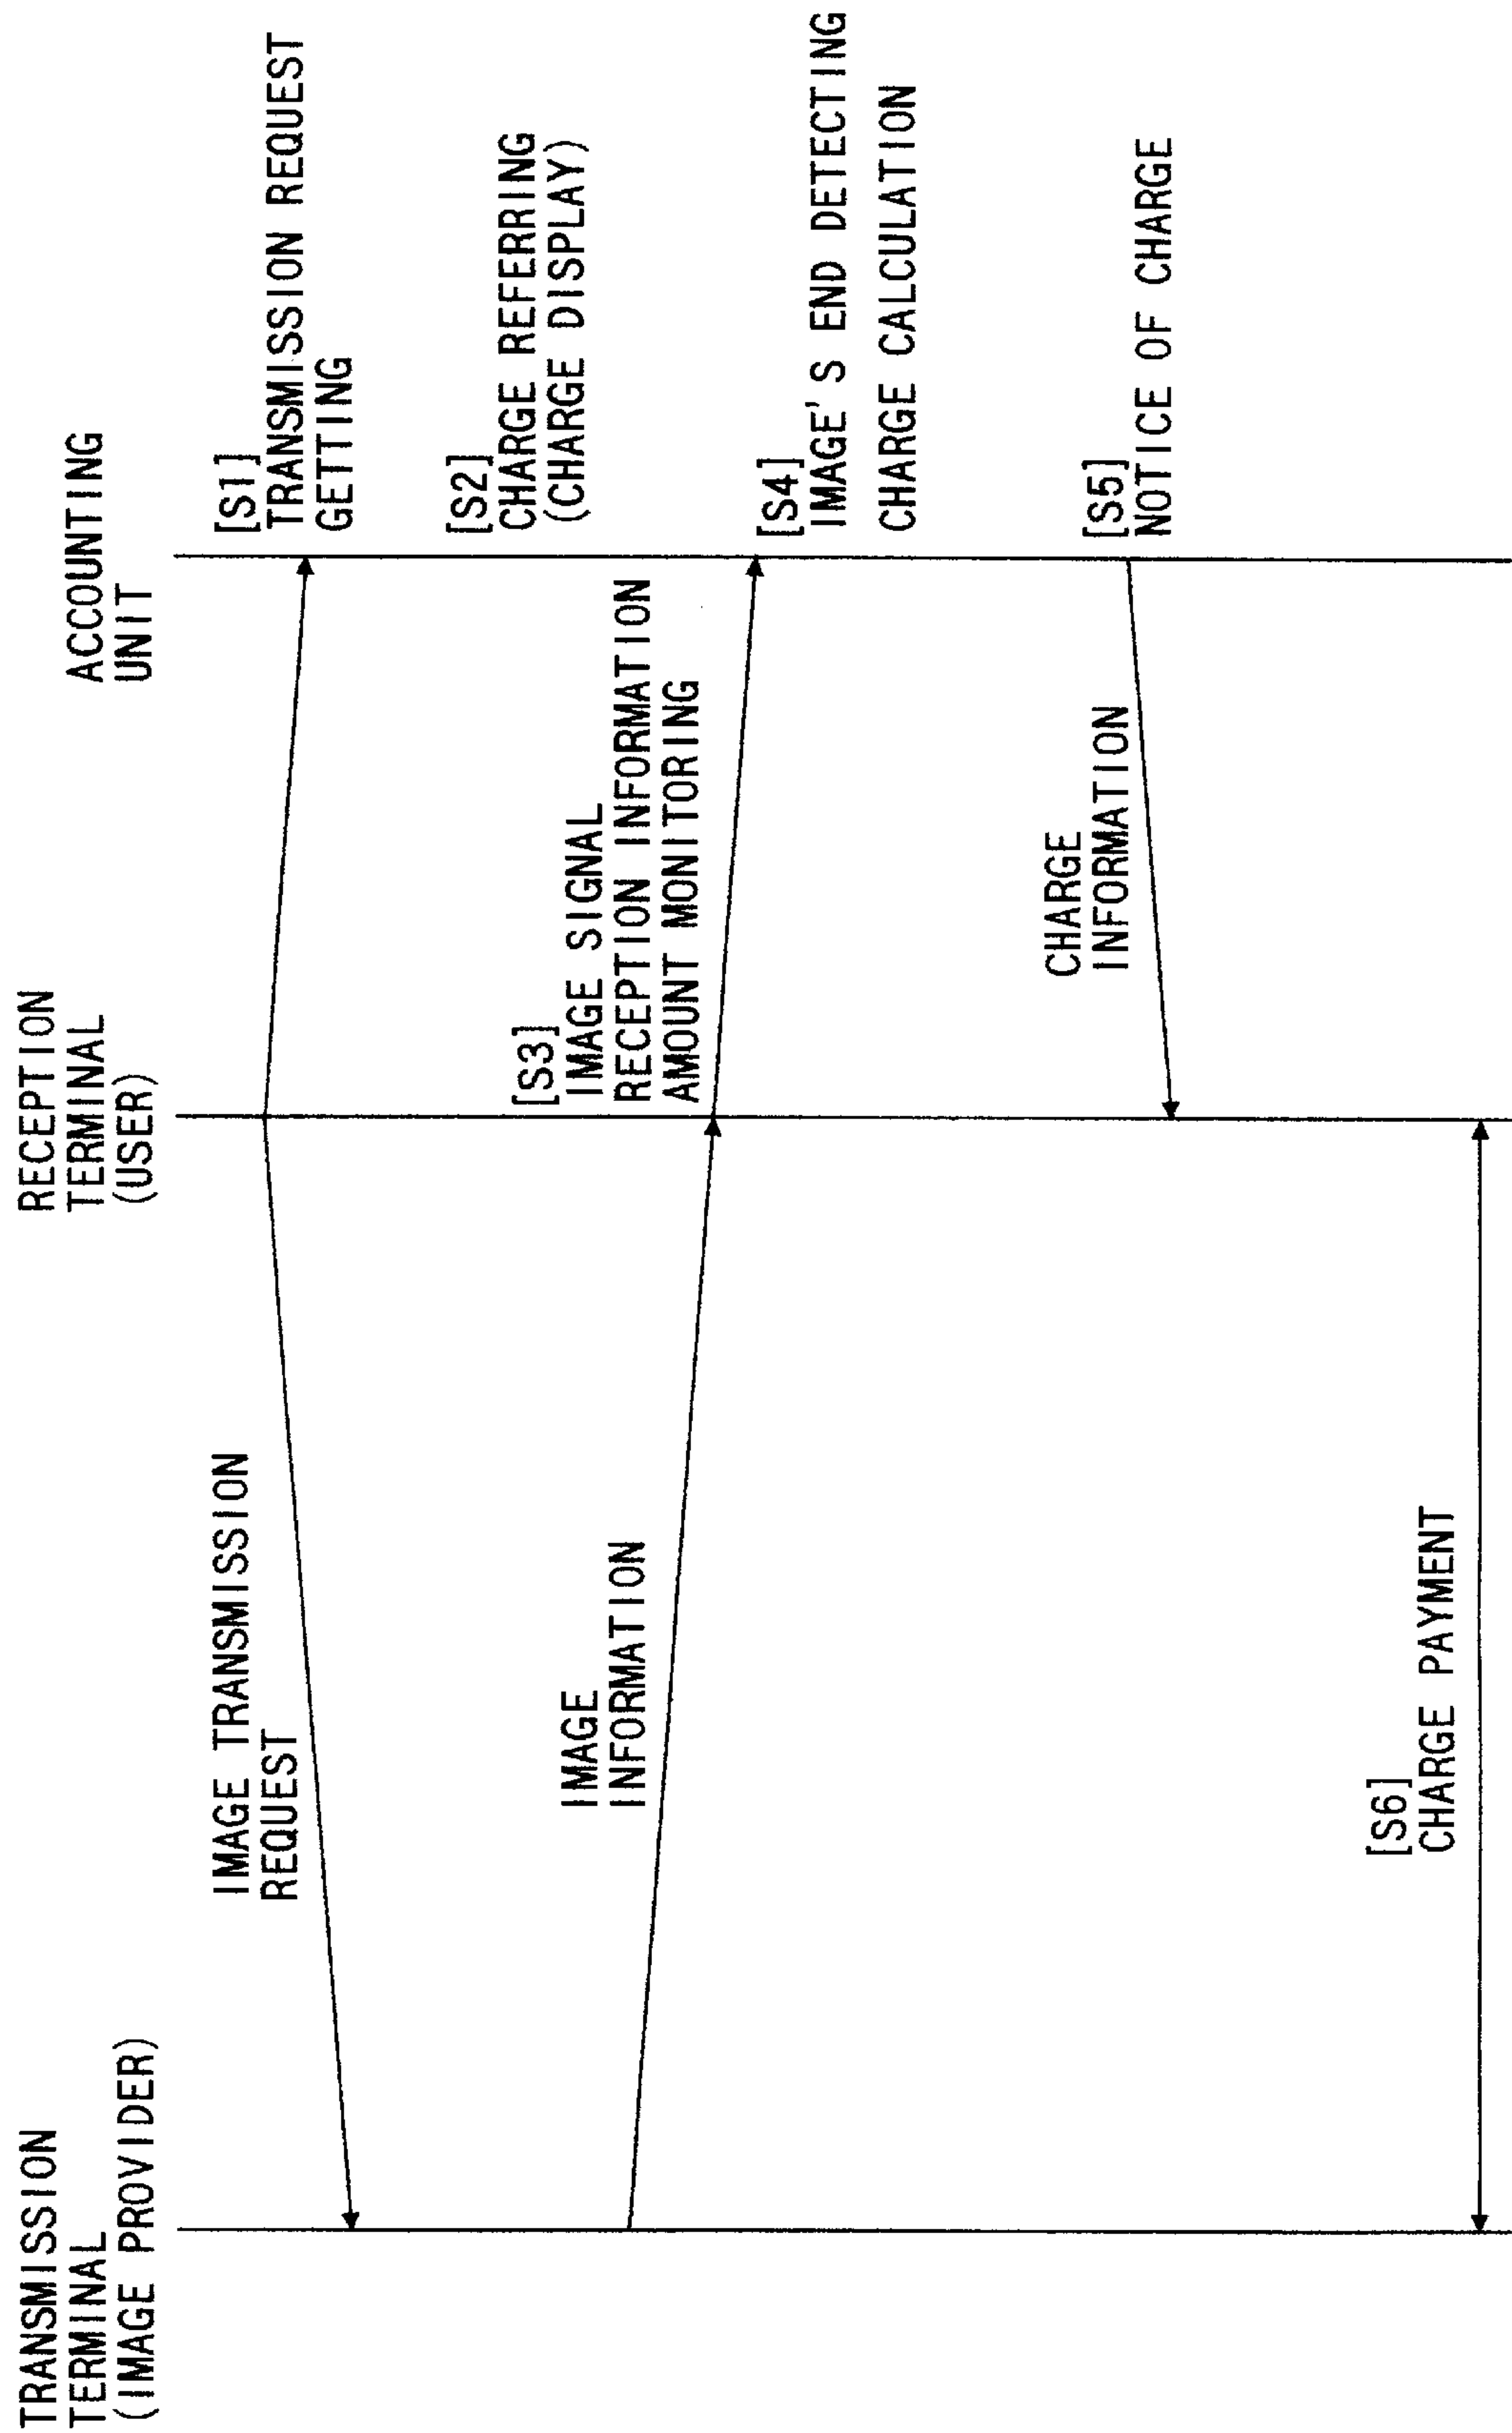 TRANSMISSION
TERMINAL
(IMAGE PROVIDER)
RECEPTION
TERMINAL
(USER)
ACCOUNTING
UNIT
IMAGE TRANSMISSION
REQUEST
[S1]
TRANSMISSION REQUEST
GETTING
[S2]
CHARGE REFERRING
(CHARGE DISPLAY)
IMAGE
INFORMATION
[S3]
IMAGE SIGNAL
RECEPTION INFORMATION
AMOUNT MONITORING
[S4]
IMAGE'S END DETECTING
CHARGE CALCULATION
CHARGE
INFORMATION
[S5]
NOTICE OF CHARGE
[S6]
CHARGE PAYMENT